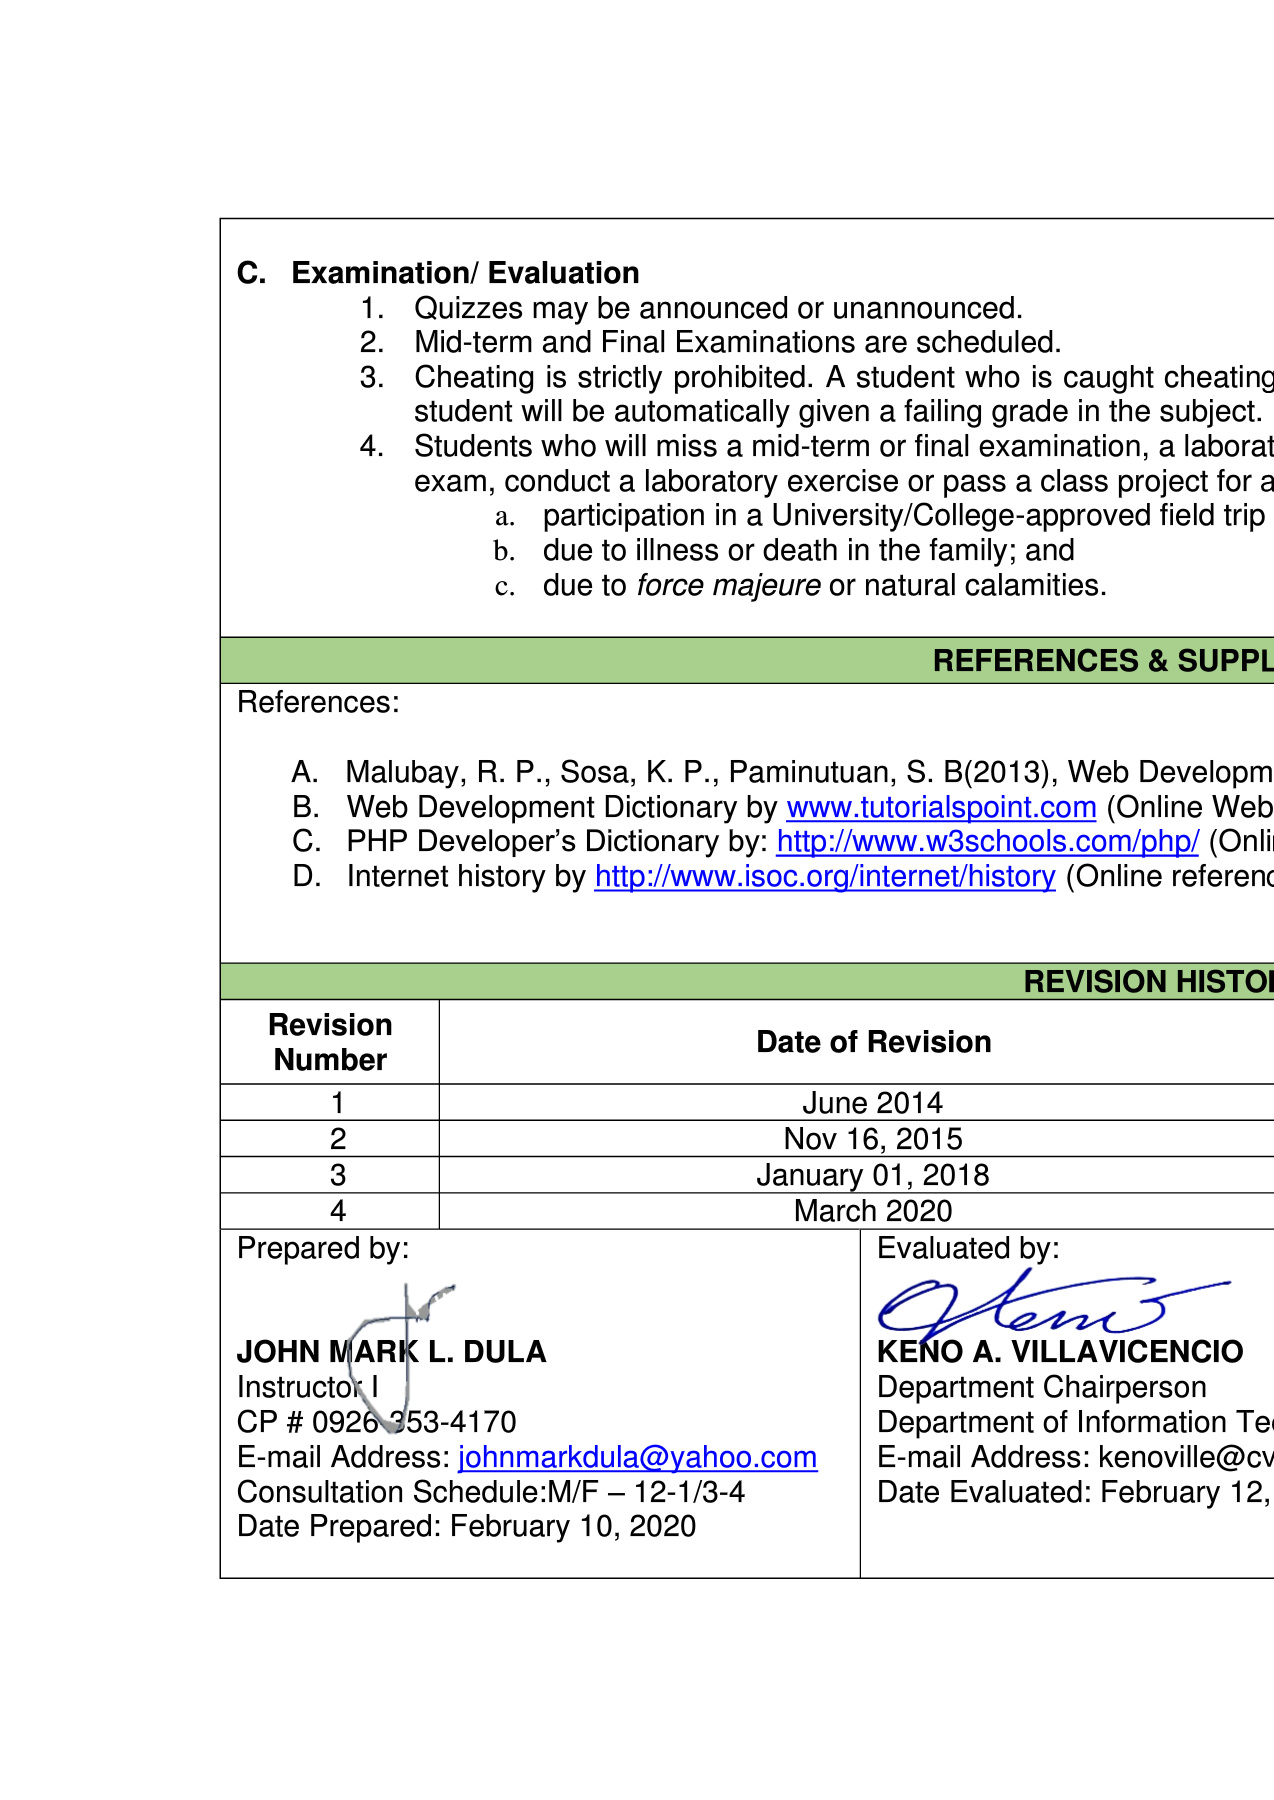 C. Examination/ Evaluation
1. Quizzes may be announced or unannounced.
2. Mid-term and Final Examinations are scheduled.
3. Cheating is strictly prohibited. A student who is caught cheating
student will be automatically given a failing grade in the subject.
4. Students who will miss a mid-term or final examination, a laborat
exam, conduct a laboratory exercise or pass a class project for a
a. participation in a University/College-approved field trip
b. due to illness or death in the family; and
c. due to force majeure or natural calamities.
REFERENCES & SUPPL
References:
A. Malubay, R. P., Sosa, K. P., Paminutuan, S. B(2013), Web Developm
B. Web Development Dictionary by www.tutorialspoint.com (Online Web
C. PHP Developer’s Dictionary by: http://www.w3schools.com/php/ (Onli
D. Internet history by http://www.isoc.org/internet/history (Online referenc
REVISION HISTO
Revision Number Date of Revision
1 June 2014
2 Nov 16, 2015
3 January 01, 2018
4 March 2020
Prepared by:
JOHN MARK L. DULA
Instructor I
CP # 0926-353-4170
E-mail Address: johnmarkdula@yahoo.com
Consultation Schedule:M/F – 12-1/3-4
Date Prepared: February 10, 2020
Evaluated by:
KENO A. VILLAVICENCIO
Department Chairperson
Department of Information Tec
E-mail Address: kenoville@cv
Date Evaluated: February 12,